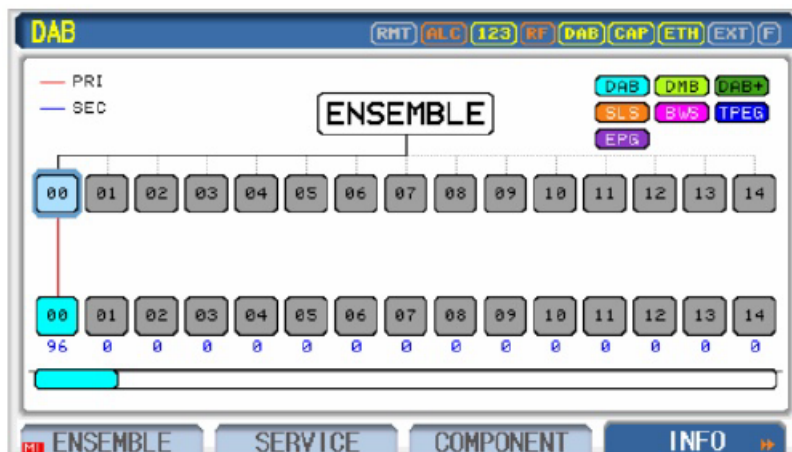 DAB RMT ALC 123 RF DAB CAP ETH EXT F
PRI DAB DMB DAB+
SEC SLS BWS TPEG
ENSEMBLE EPG
00 01 02 03 04 05 06 07 08 09 10 11 12 13 14
00 01 02 03 04 05 06 07 08 09 10 11 12 13 14
96 0 0 0 0 0 0 0 0 0 0 0 0 0 0
ENSEMBLE SERVICE COMPONENT INFO